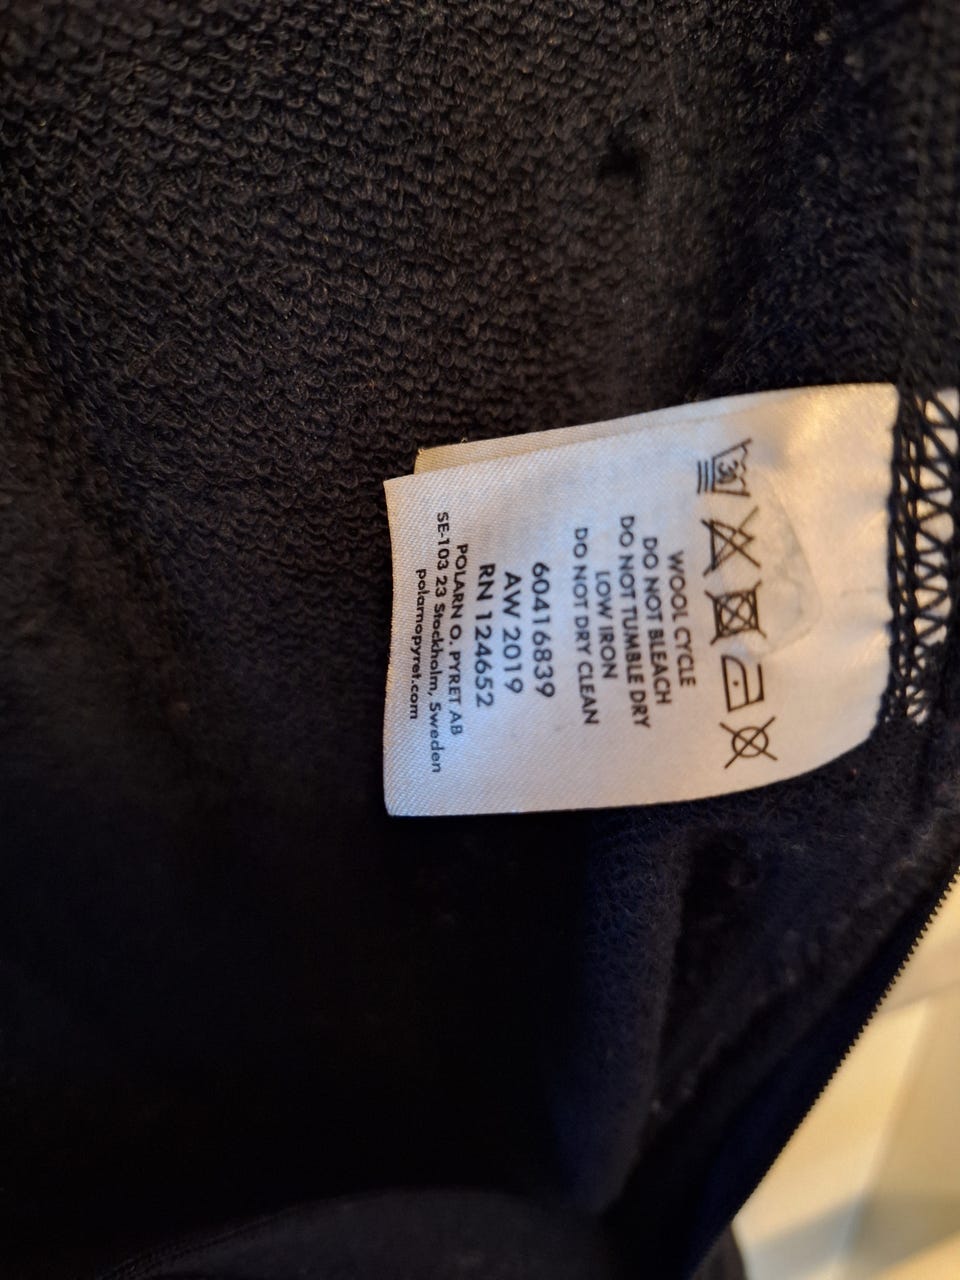 30
WOOL CYCLE
DO NOT BLEACH
DO NOT TUMBLE DRY
LOW IRON
DO NOT DRY CLEAN
60416839
AW 2019
RN 124652
POLARN O. PYRET AB
SE-103 23 Stockholm, Sweden
polarnopyret.com